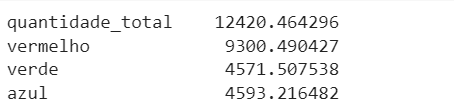 quantidade_total    12420.464296
vermelho             9300.490427
verde                4571.507538
azul                 4593.216482